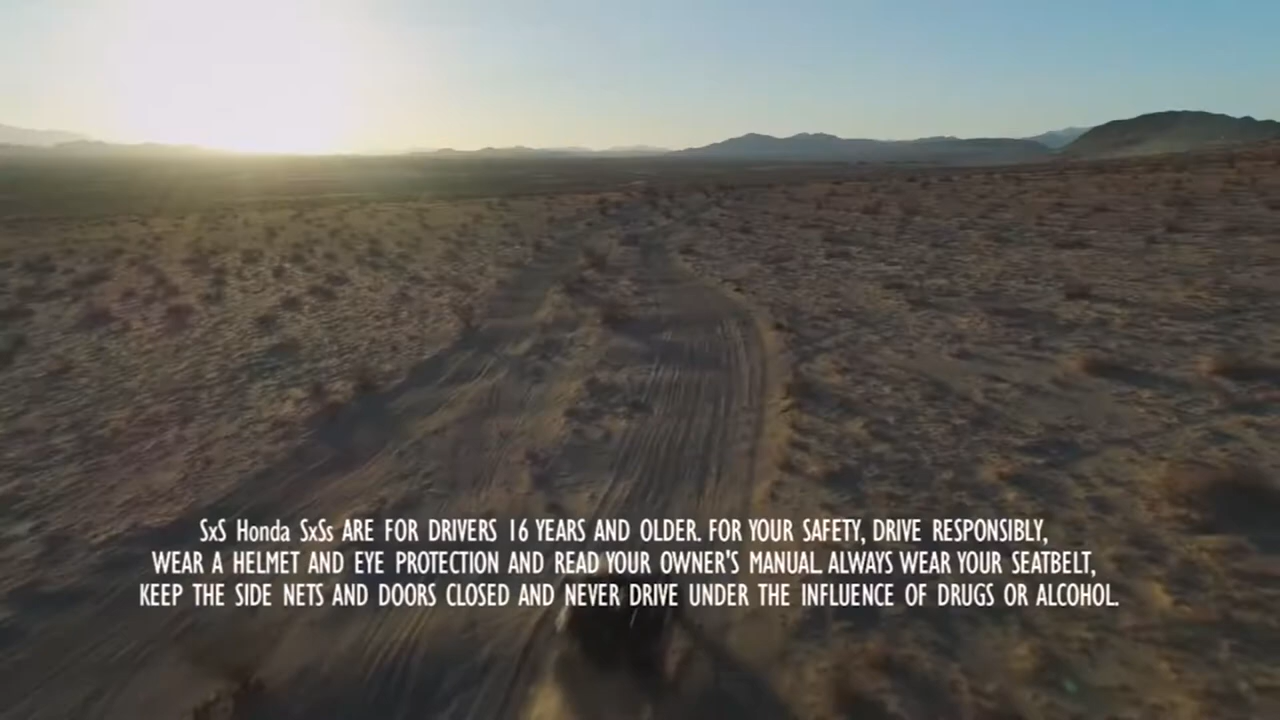 SxS Honda SxSs ARE FOR DRIVERS 16 YEARS AND OLDER. FOR YOUR SAFETY, DRIVE RESPONSIBLY,
WEAR A HELMET AND EYE PROTECTION AND READ YOUR OWNER'S MANUAL. ALWAYS WEAR YOUR SEATBELT,
KEEP THE SIDE NETS AND DOORS CLOSED AND NEVER DRIVE UNDER THE INFLUENCE OF DRUGS OR ALCOHOL.